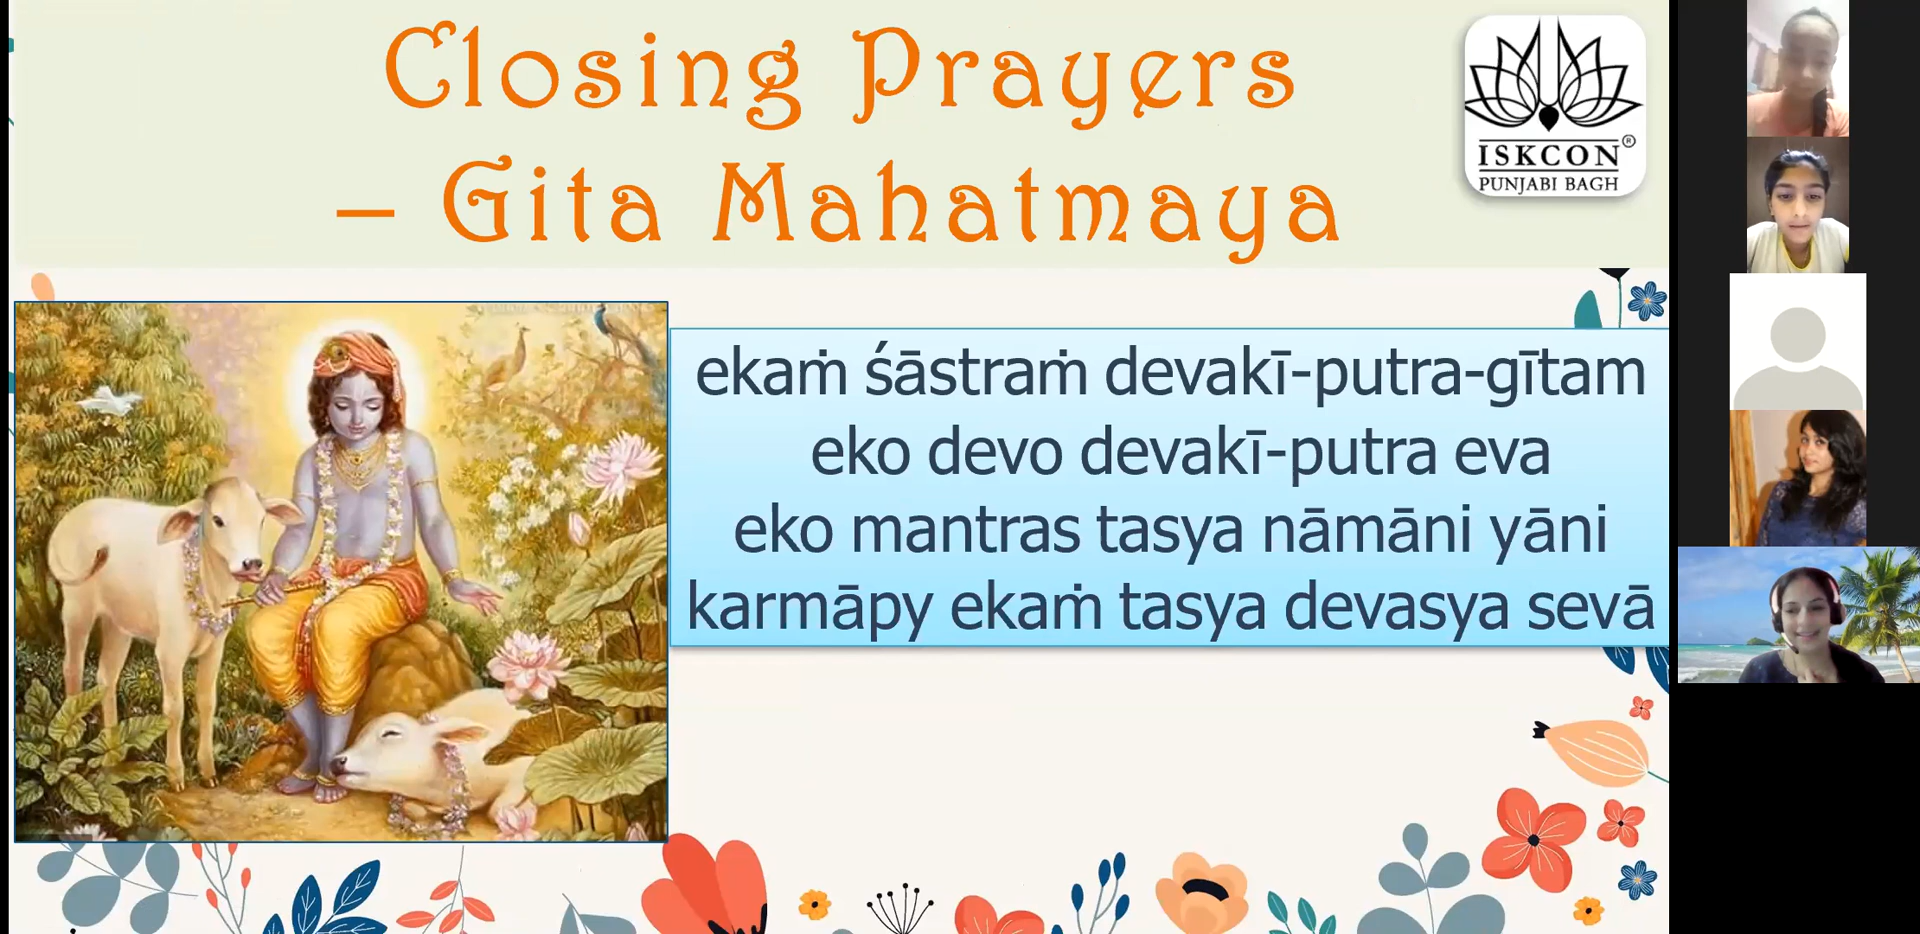 Closing Prayers
– Gita Mahatmaya
ISKCON®
PUNJABI BAGH
ekaṁ śāstraṁ devakī-putra-gītam
eko devo devakī-putra eva
eko mantras tasya nāmāni yāni
karmāpy ekaṁ tasya devasya sevā